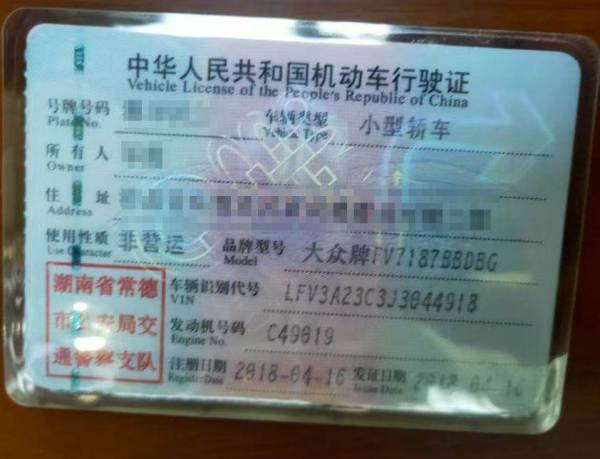 中华人民共和国机动车行驶证
Vehicle License of the People's Republic of China
号牌号码 车辆类型 小型轿车
Plate No. Vehicle Type
所有人
Owner
住址
Address
使用性质 非营运 品牌型号 大众牌FV7187BBDBG
Use Character Model
湖南省常德 车辆识别代号 LFV3A23C3J3044918
VIN
市公安局交 发动机号码 C49819
Engine No.
通警察支队 注册日期 2018-04-16 发证日期 2018-04-16
Register Date Issue Date